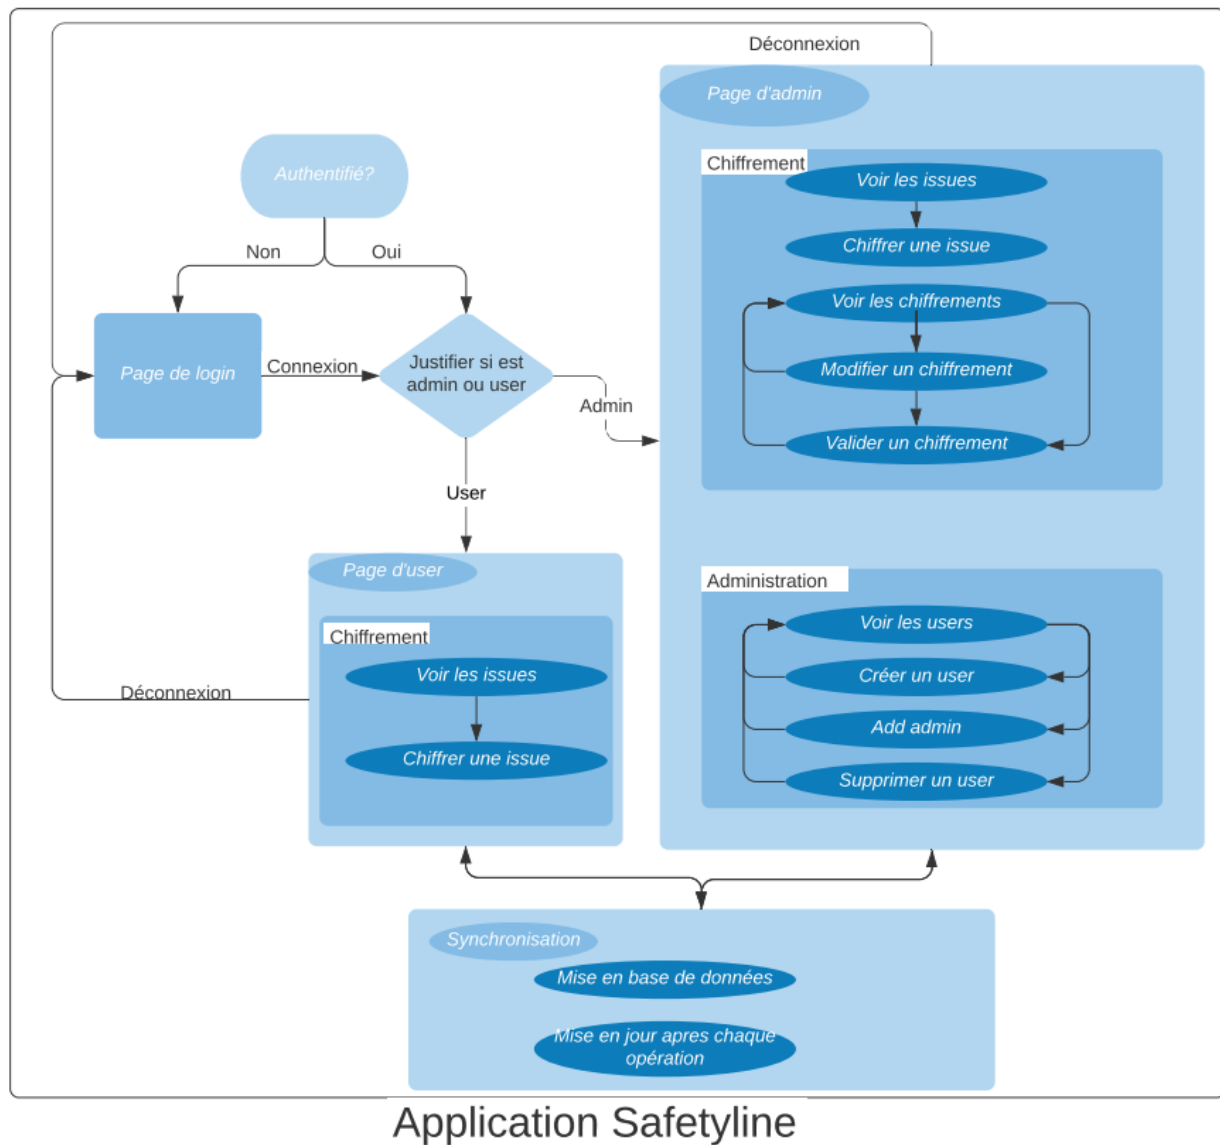 Déconnexion
Page d'admin
Authentifié?
Non
Oui
Page de login
Connexion
Justifier si est
admin ou user
Admin
User
Chiffrement
Voir les issues
Chiffrer une issue
Voir les chiffrements
Modifier un chiffrement
Valider un chiffrement
Administration
Voir les users
Créer un user
Add admin
Supprimer un user
Page d'user
Chiffrement
Voir les issues
Chiffrer une issue
Déconnexion
Synchronisation
Mise en base de données
Mise en jour apres chaque
opération
Application Safetyline